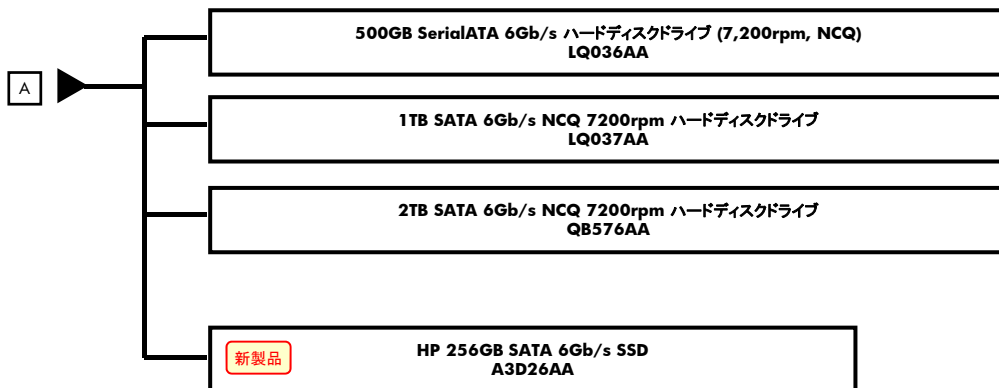 500GB SerialATA 6Gb/s ハードディスクドライブ (7,200rpm, NCQ)
LQ036AA
A
1TB SATA 6Gb/s NCQ 7200rpm ハードディスクドライブ
LQ037AA
2TB SATA 6Gb/s NCQ 7200rpm ハードディスクドライブ
QB576AA
新製品
HP 256GB SATA 6Gb/s SSD
A3D26AA